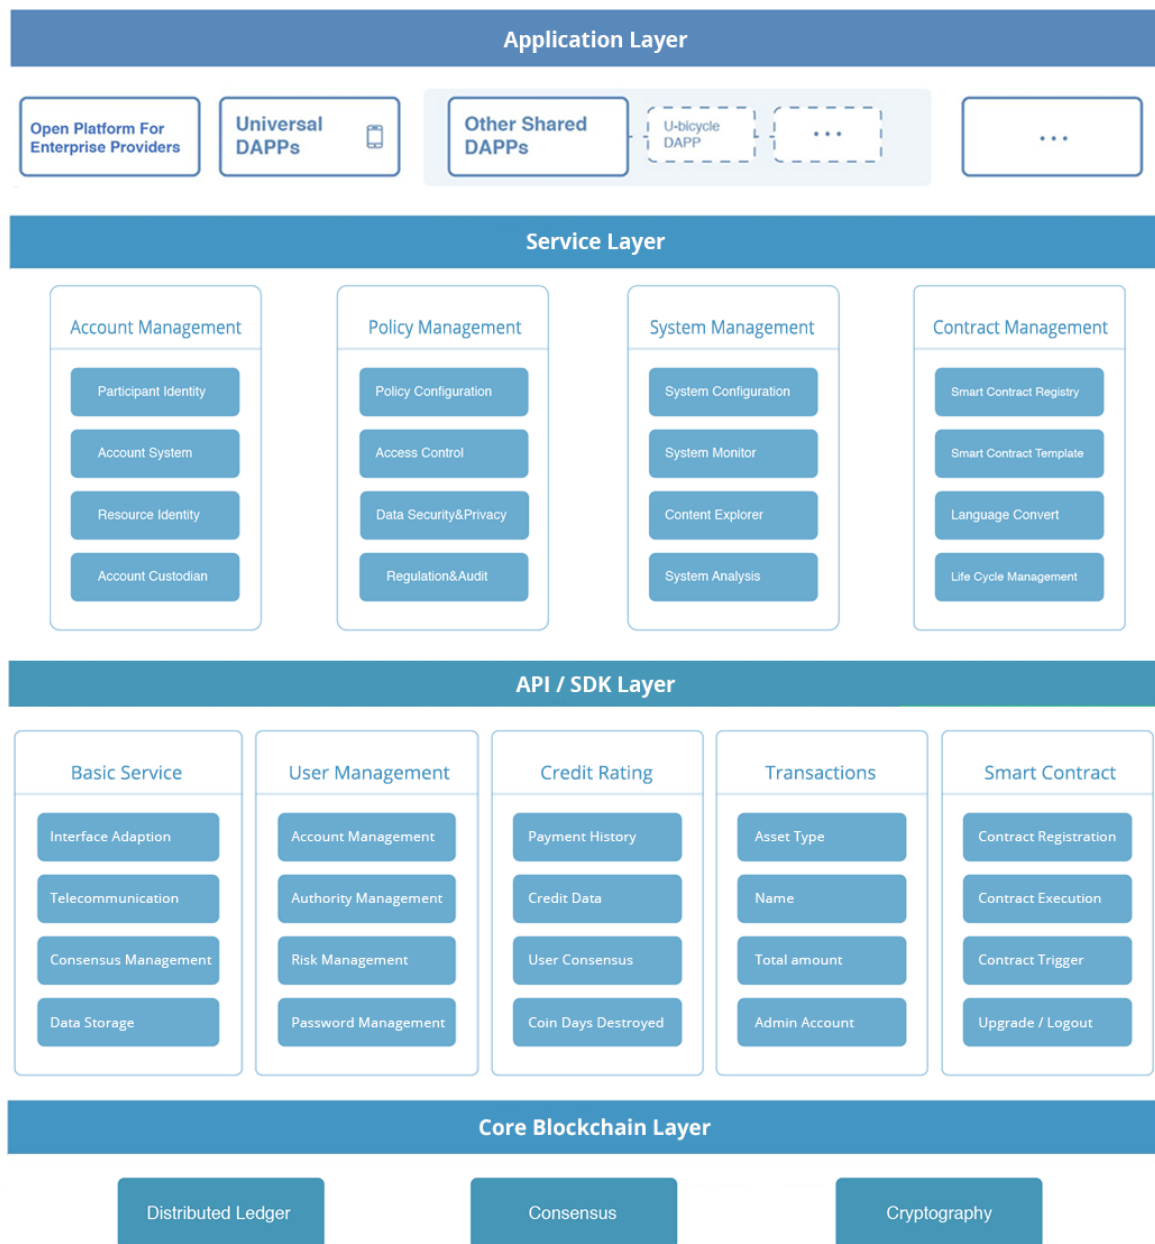 Application Layer
Open Platform For
Enterprise Providers
Universal
DAPPs
Other Shared
DAPPs
U-bicycle
DAPP
...
...
Service Layer
Account Management
Participant Identity
Account System
Resource Identity
Account Custodian
Policy Management
Policy Configuration
Access Control
Data Security&Privacy
Regulation&Audit
System Management
System Configuration
System Monitor
Content Explorer
System Analysis
Contract Management
Smart Contract Registry
Smart Contract Template
Language Convert
Life Cycle Management
API / SDK Layer
Basic Service
Interface Adaption
Telecommunication
Consensus Management
Data Storage
User Management
Account Management
Authority Management
Risk Management
Password Management
Credit Rating
Payment History
Credit Data
User Consensus
Coin Days Destroyed
Transactions
Asset Type
Name
Total amount
Admin Account
Smart Contract
Contract Registration
Contract Execution
Contract Trigger
Upgrade / Logout
Core Blockchain Layer
Distributed Ledger
Consensus
Cryptography